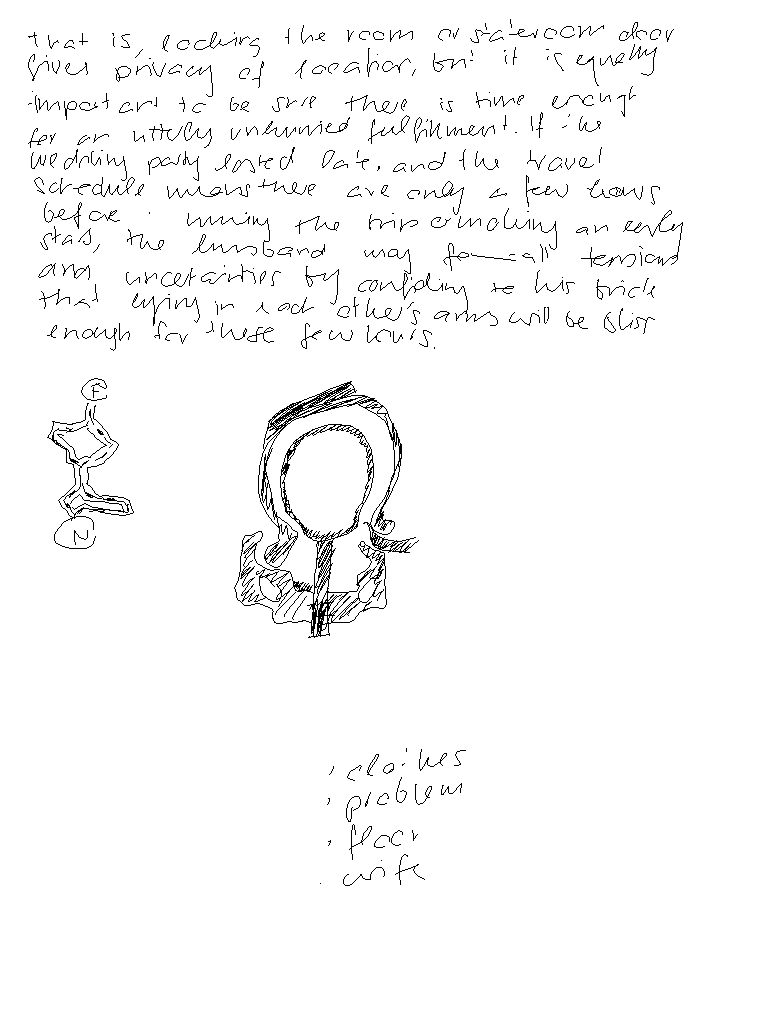 that is, locking the room or stateroom door
gives privacy of location, but it is equally
important to be sure there is time enough
for an utterly unhurried fulfillment. If the
wedding party lasted late, and the travel
schedule means there are only a few hours
before the trip making an early
start, the husband may all tensions
and uncertainties by confiding to his bride
that lying in each other's arms will be bliss
enough for these few hours.
F
N
clothes
problem
floor
wife